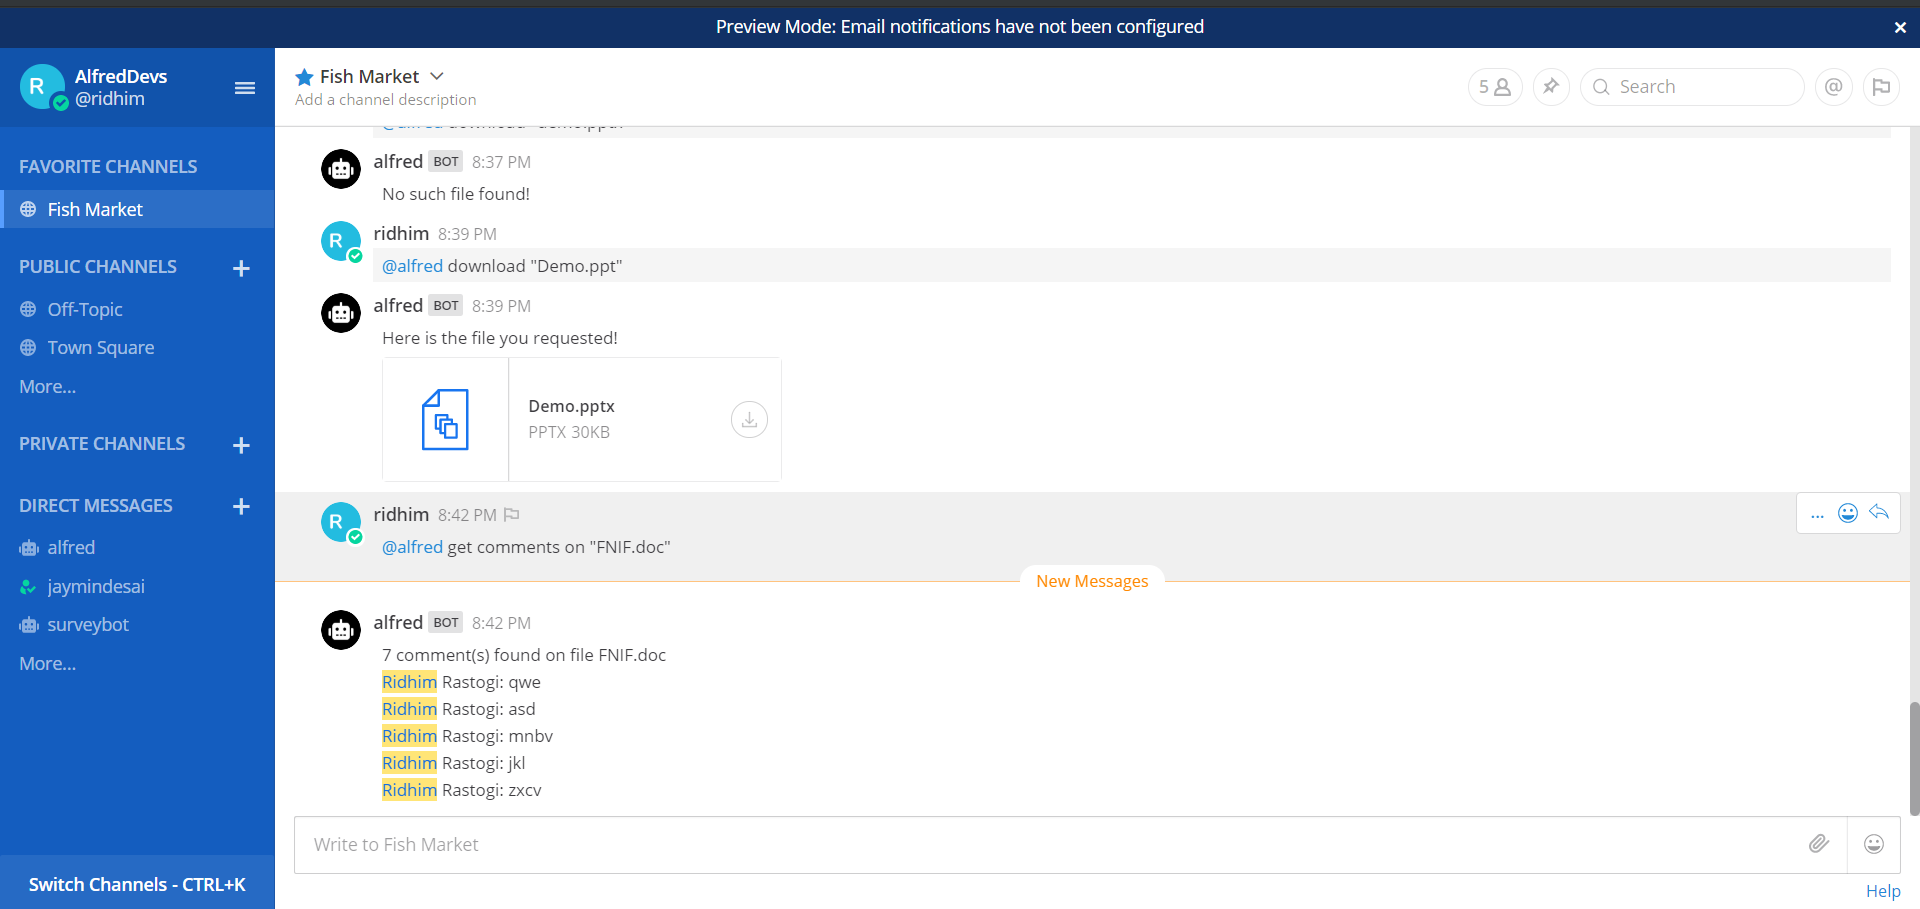 Preview Mode: Email notifications have not been configured
R
AlfredDevs
@ridhim
FAVORITE CHANNELS
Fish Market
PUBLIC CHANNELS
Off-Topic
Town Square
More...
PRIVATE CHANNELS
DIRECT MESSAGES
alfred
jaymindesai
surveybot
More...
Switch Channels - CTRL+K
Fish Market
Add a channel description
5
Search
@
alfred BOT 8:37 PM
No such file found!
R
ridhim 8:39 PM
@alfred download "Demo.ppt"
alfred BOT 8:39 PM
Here is the file you requested!
Demo.pptx
PPTX 30KB
R
ridhim 8:42 PM
@alfred get comments on "FNIF.doc"
...
New Messages
alfred BOT 8:42 PM
7 comment(s) found on file FNIF.doc
Ridhim Rastogi: qwe
Ridhim Rastogi: asd
Ridhim Rastogi: mnbv
Ridhim Rastogi: jkl
Ridhim Rastogi: zxcv
Write to Fish Market
Help